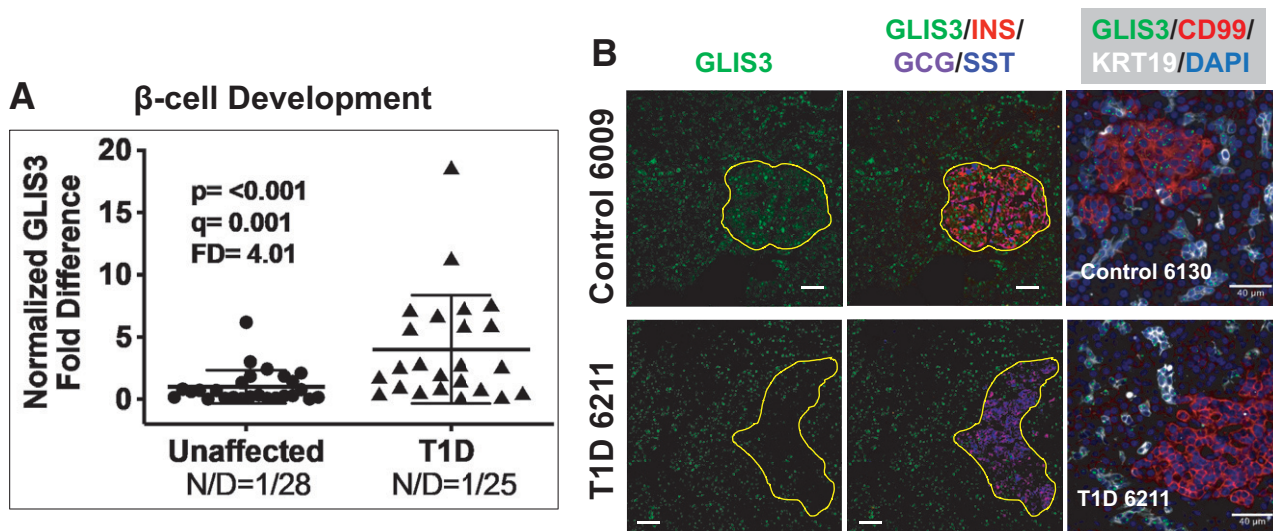 A
β-cell Development
Normalized GLIS3
Fold Difference
20
15
10
5
0
p= <0.001
q= 0.001
FD= 4.01
Unaffected
N/D=1/28
T1D
N/D=1/25
B
GLIS3
GLIS3/INS/
GCG/SST
GLIS3/CD99/
KRT19/DAPI
Control 6009
Control 6130
40 µm
T1D 6211
T1D 6211
40 µm